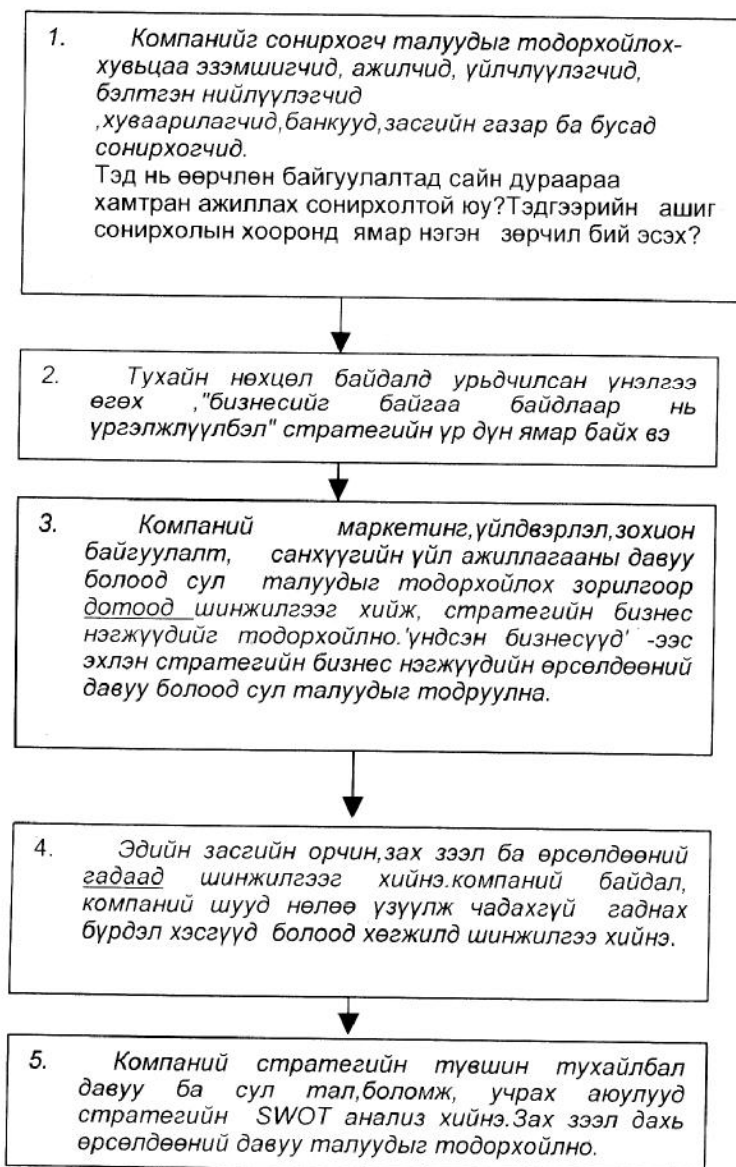 1. Компанийг сонирхогч талуудыг тодорхойлох-
хувьцаа эзэмшигчид, ажилчид, үйлчлүүлэгчид,
бэлтгэн нийлүүлэгчид
,хуваарилагчид,банкууд,засгийн газар ба бусад
сонирхогчид.
Тэд нь өөрчлөн байгуулалтад сайн дураараа
хамтран ажиллах сонирхолтой юу?Тэдгээрийн ашиг
сонирхолын хооронд ямар нэгэн зөрчил бий эсэх?
2. Тухайн нөхцөл байдалд урьдчилсан үнэлгээ
өгөх ,"бизнесийг байгаа байдлаар нь
үргэлжлүүлбэл" стратегийн үр дүн ямар байх вэ
3. Компаний маркетинг,үйлдвэрлэл,зохион
байгуулалт, санхүүгийн үйл ажиллагааны давуу
болоод сул талуудыг тодорхойлох зорилгоор
дотоод шинжилгээг хийж, стратегийн бизнес
нэгжүүдийг тодорхойлно.'үндсэн бизнесүүд' -ээс
эхлэн стратегийн бизнес нэгжүүдийн өрсөлдөөний
давуу болоод сул талуудыг тодруулна.
4. Эдийн засгийн орчин,зах зээл ба өрсөлдөөний
гадаад шинжилгээг хийнэ.компаний байдал,
компаний шууд нөлөө үзүүлж чадахгүй гаднах
бүрдэл хэсгүүд болоод хөгжилд шинжилгээ хийнэ.
5. Компаний стратегийн түвшин тухайлбал
давуу ба сул тал,боломж, учрах аюулууд
стратегийн SWOT анализ хийнэ.Зах зээл дахь
өрсөлдөөний давуу талуудыг тодорхойлно.